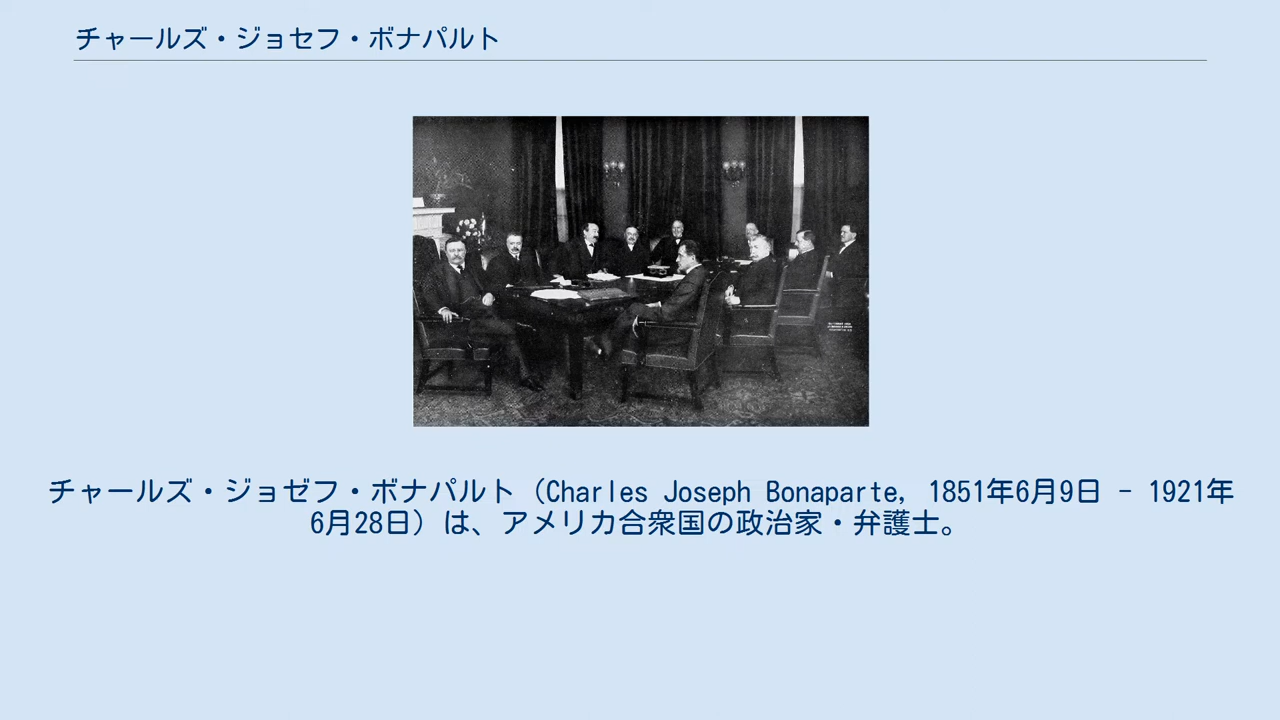 チャールズ・ジョセフ・ボナパルト
チャールズ・ジョゼフ・ボナパルト（Charles Joseph Bonaparte, 1851年6月9日 - 1921年
6月28日）は、アメリカ合衆国の政治家・弁護士。